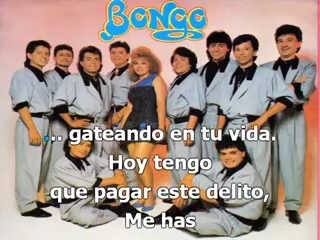 Bongo
... gateando en tu vida.
Hoy tengo
que pagar este delito,
Me has